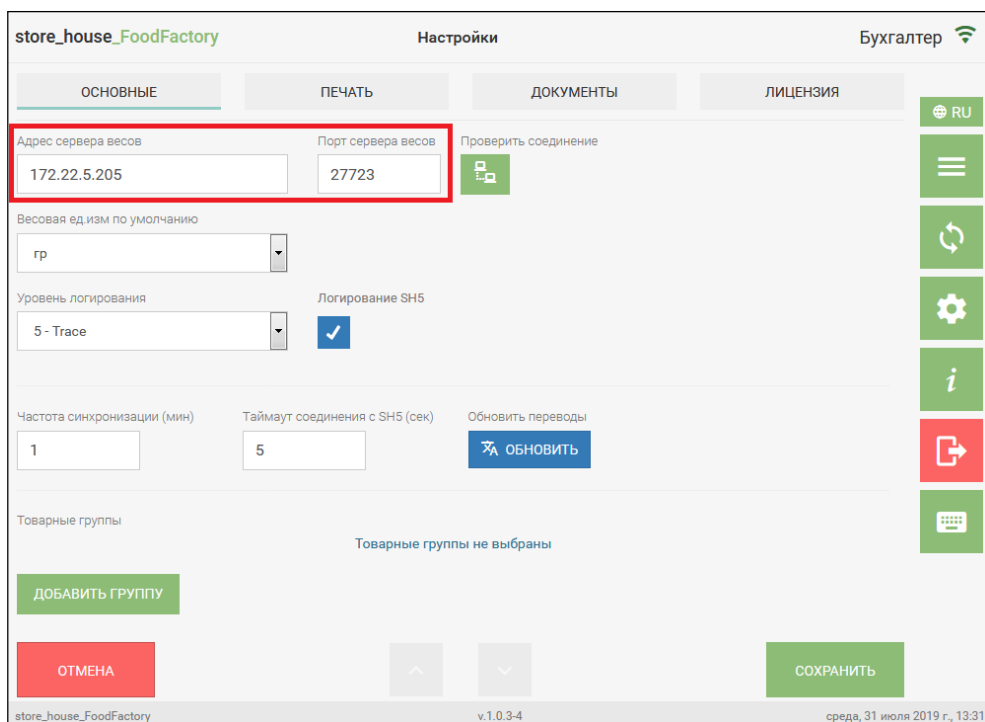 store_house_FoodFactory Настройки Бухгалтер
ОСНОВНЫЕ ПЕЧАТЬ ДОКУМЕНТЫ ЛИЦЕНЗИЯ
RU
Адрес сервера весов Порт сервера весов Проверить соединение
172.22.5.205 27723
Весовая ед.изм по умолчанию
гр
Уровень логирования Логирование SH5
5 - Trace
i
Частота синхронизации (мин) Таймаут соединения с SH5 (сек) Обновить переводы
1 5 ОБНОВИТЬ
Товарные группы
Товарные группы не выбраны
ДОБАВИТЬ ГРУППУ
ОТМЕНА СОХРАНИТЬ
store_house_FoodFactory v.1.0.3-4 среда, 31 июля 2019 г., 13:31